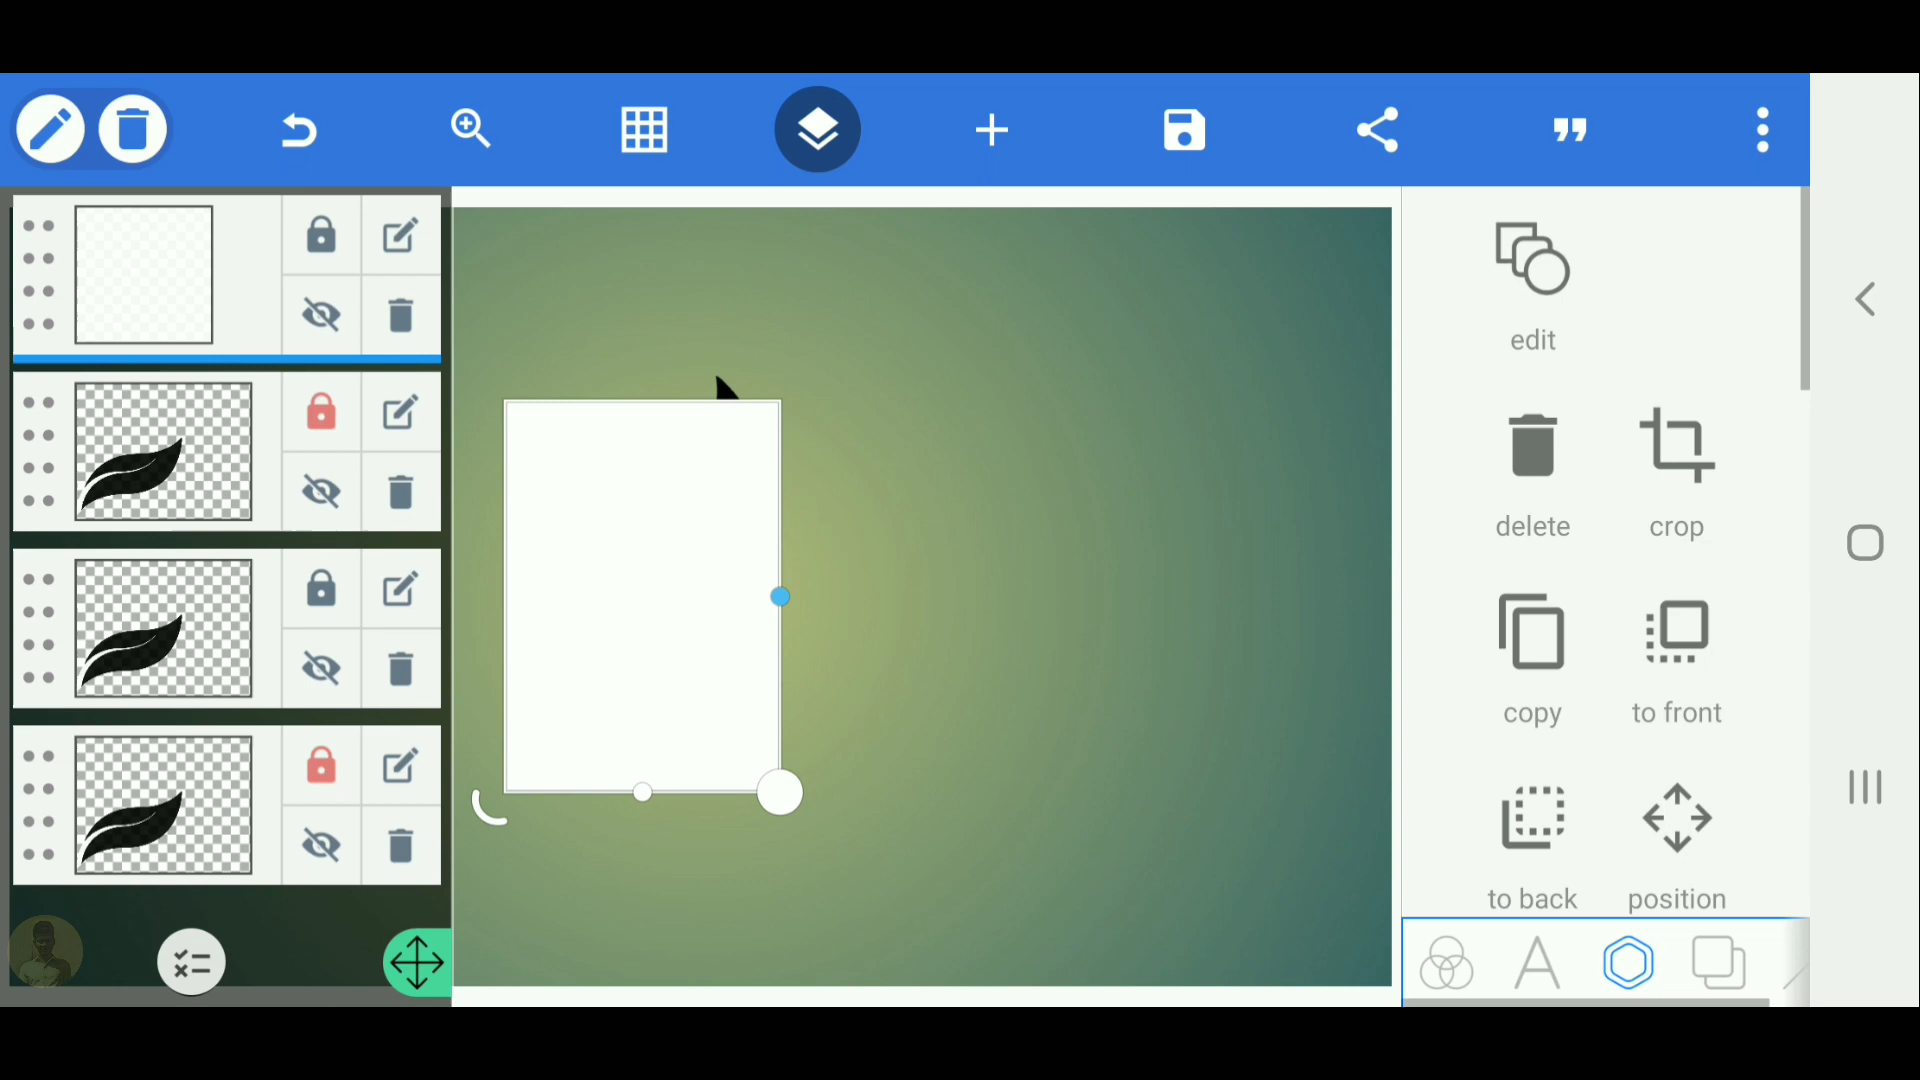 edit
delete
crop
copy
to front
to back
position